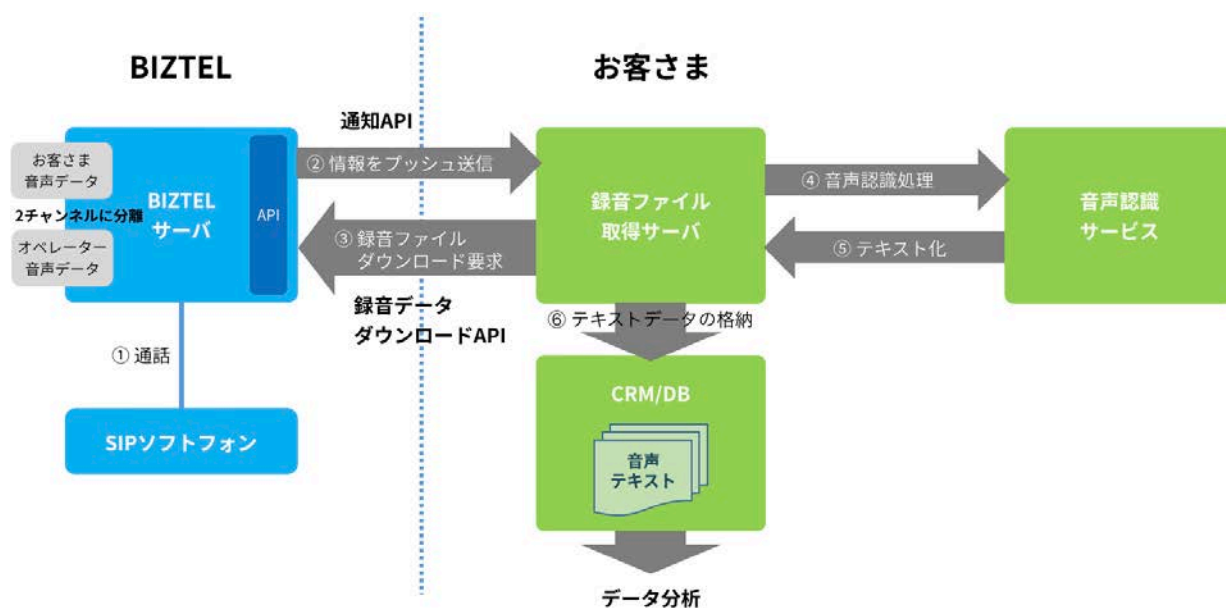 BIZTEL
お客さま
通知API
お客さま
音声データ
2チャンネルに分離
オペレーター
音声データ
BIZTEL
サーバ
API
② 情報をプッシュ送信
③ 録音ファイル
ダウンロード要求
録音データ
ダウンロードAPI
録音ファイル
取得サーバ
④ 音声認識処理
⑤ テキスト化
音声認識
サービス
① 通話
SIPソフトフォン
⑥ テキストデータの格納
CRM/DB
音声
テキスト
データ分析